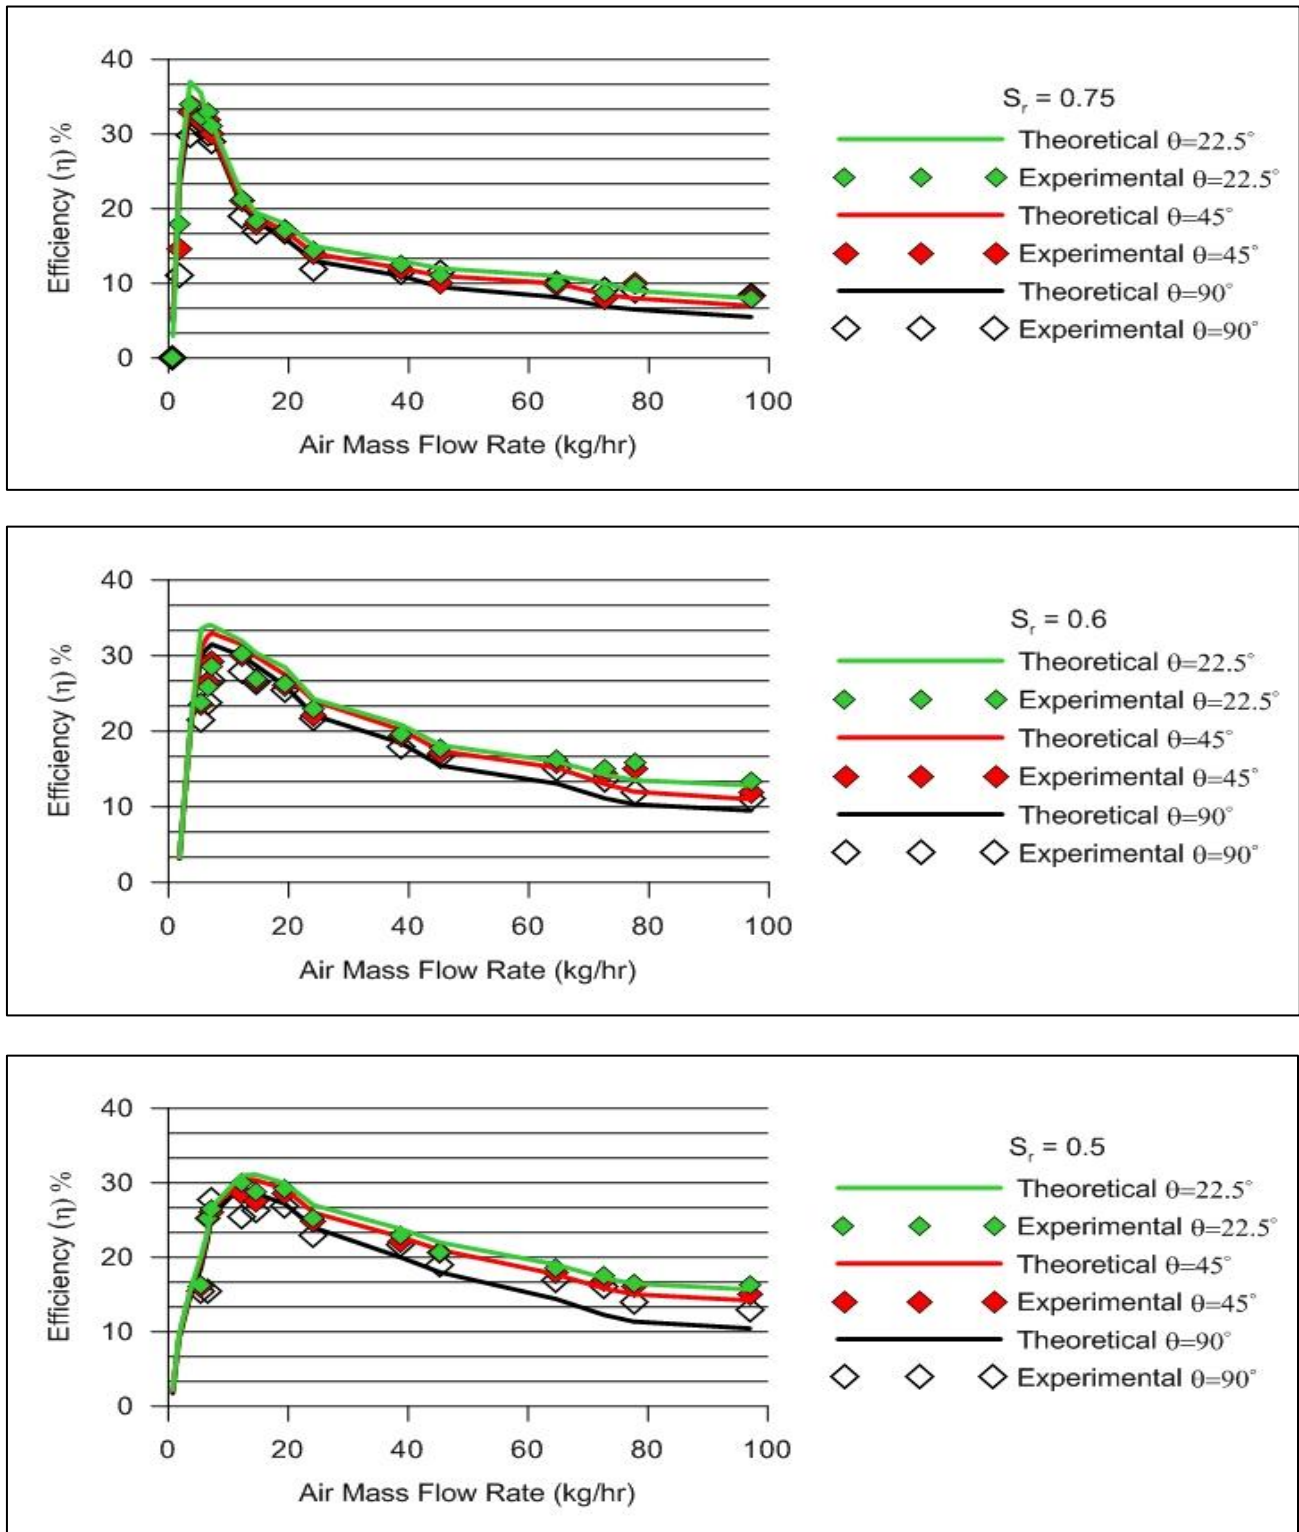 40
30
20
10
0
Efficiency (η) %
0 20 40 60 80 100
Air Mass Flow Rate (kg/hr)
Sr = 0.75
Theoretical θ=22.5°
Experimental θ=22.5°
Theoretical θ=45°
Experimental θ=45°
Theoretical θ=90°
Experimental θ=90°
40
30
20
10
0
Efficiency (η) %
0 20 40 60 80 100
Air Mass Flow Rate (kg/hr)
Sr = 0.6
Theoretical θ=22.5°
Experimental θ=22.5°
Theoretical θ=45°
Experimental θ=45°
Theoretical θ=90°
Experimental θ=90°
40
30
20
10
0
Efficiency (η) %
0 20 40 60 80 100
Air Mass Flow Rate (kg/hr)
Sr = 0.5
Theoretical θ=22.5°
Experimental θ=22.5°
Theoretical θ=45°
Experimental θ=45°
Theoretical θ=90°
Experimental θ=90°